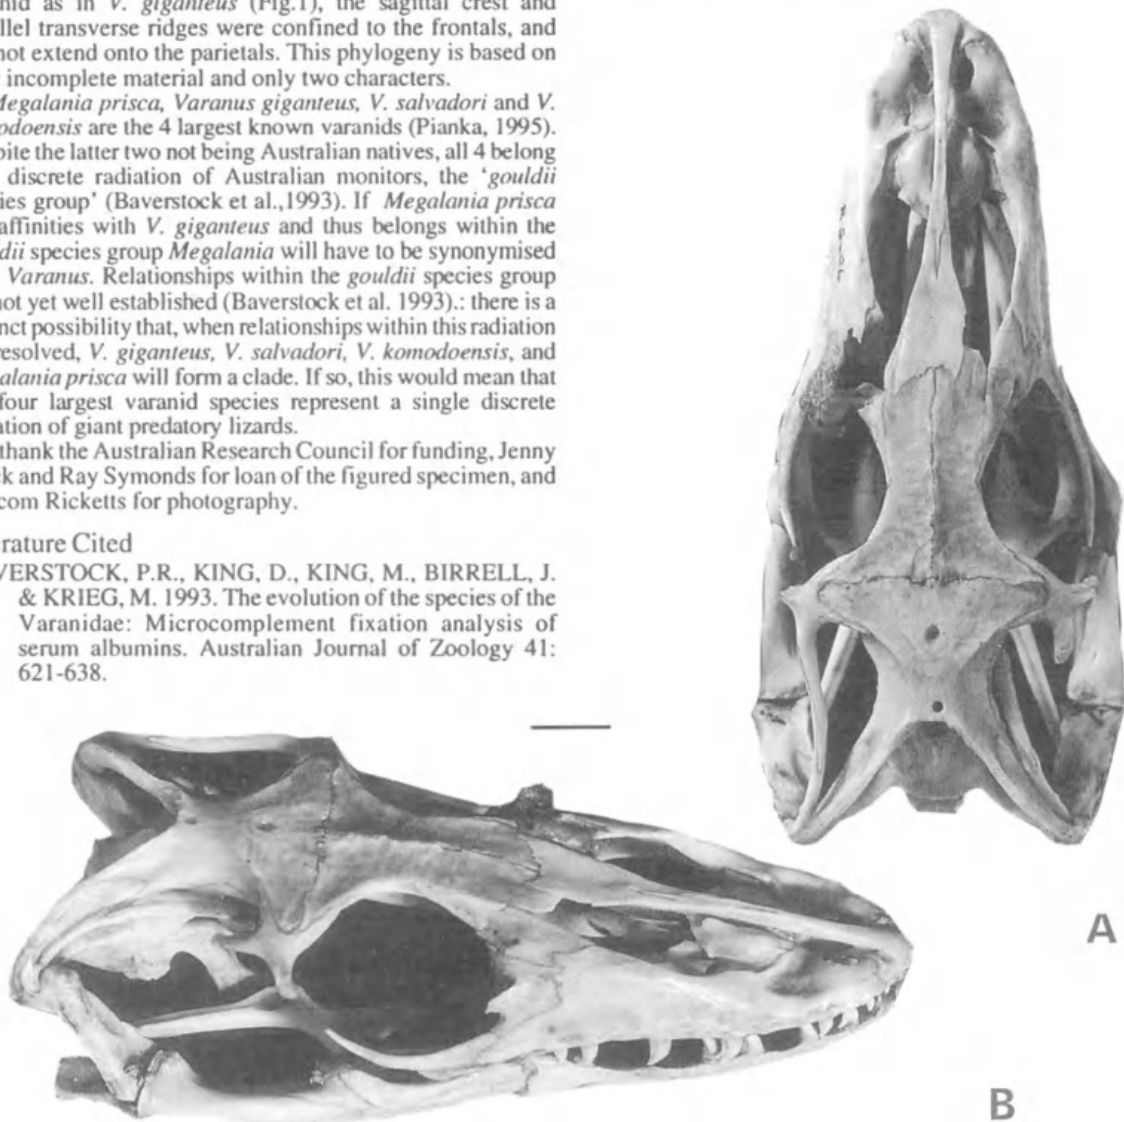 nid as in V. giganteus (Fig.1), the sagittal crest and
llel transverse ridges were confined to the frontals, and
not extend onto the parietals. This phylogeny is based on
incomplete material and only two characters.
Megalania prisca, Varanus giganteus, V. salvadori and V.
odoensis are the 4 largest known varanids (Pianka, 1995).
pite the latter two not being Australian natives, all 4 belong
discrete radiation of Australian monitors, the ‘gouldii
ies group’ (Baverstock et al.,1993). If Megalania prisca
affinities with V. giganteus and thus belongs within the
dii species group Megalania will have to be synonymised
Varanus. Relationships within the gouldii species group
not yet well established (Baverstock et al. 1993).: there is a
nct possibility that, when relationships within this radiation
resolved, V. giganteus, V. salvadori, V. komodoensis, and
alania prisca will form a clade. If so, this would mean that
four largest varanid species represent a single discrete
ation of giant predatory lizards.
thank the Australian Research Council for funding, Jenny
ck and Ray Symonds for loan of the figured specimen, and
com Ricketts for photography.
erature Cited
VERSTOCK, P.R., KING, D., KING, M., BIRRELL, J.
& KRIEG, M. 1993. The evolution of the species of the
Varanidae: Microcomplement fixation analysis of
serum albumins. Australian Journal of Zoology 41:
621-638.
A
B